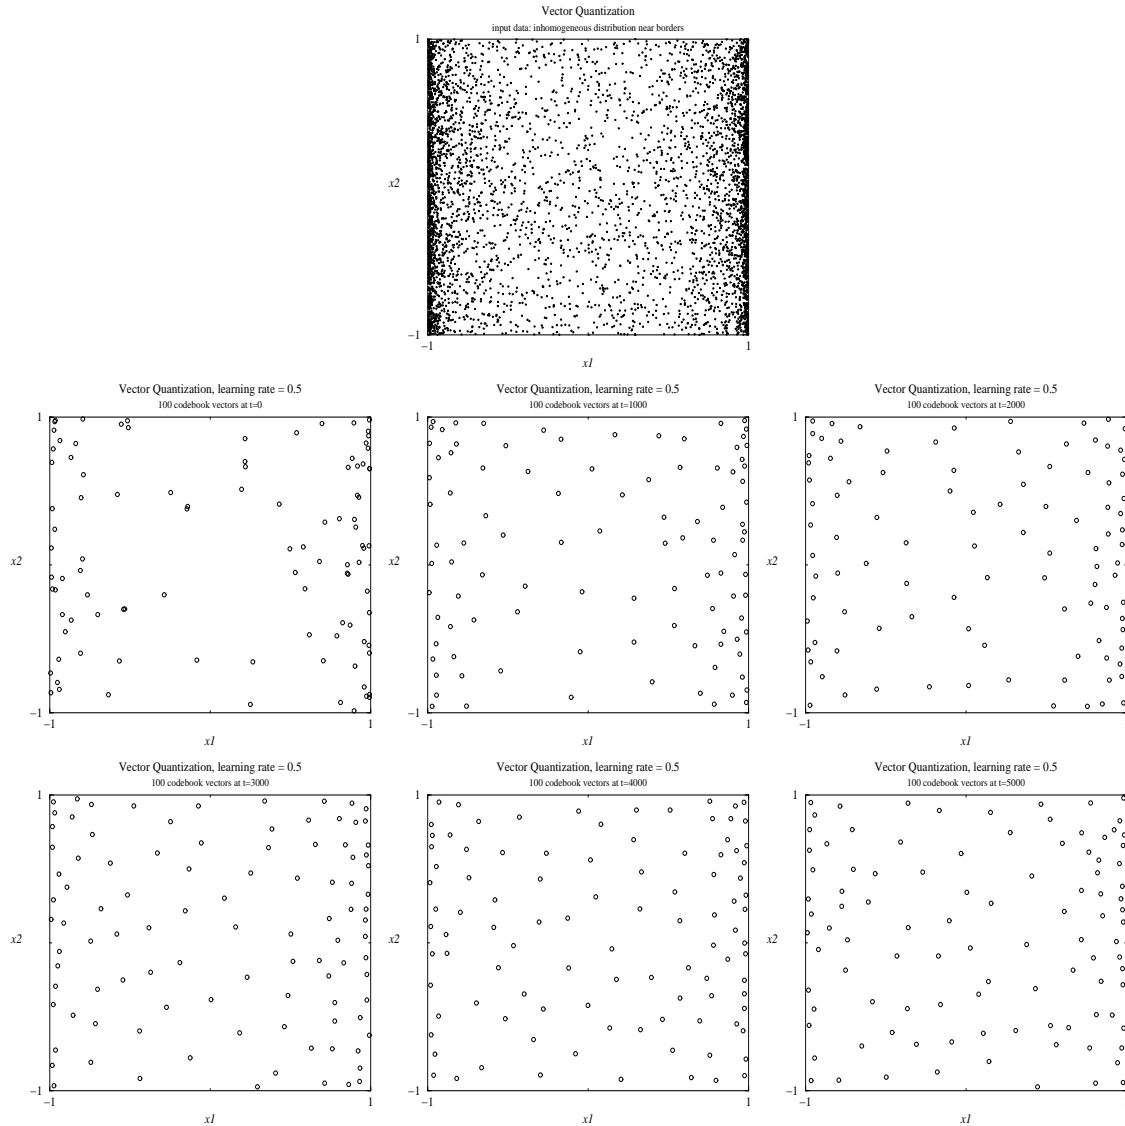 Vector Quantization
input data: inhomogeneous distribution near borders
1
x2
−1
−1 1
x1
Vector Quantization, learning rate = 0.5
100 codebook vectors at t=0
1
x2
−1
−1 1
x1
Vector Quantization, learning rate = 0.5
100 codebook vectors at t=1000
1
x2
−1
−1 1
x1
Vector Quantization, learning rate = 0.5
100 codebook vectors at t=2000
1
x2
−1
−1
x1
Vector Quantization, learning rate = 0.5
100 codebook vectors at t=3000
1
x2
−1
−1 1
x1
Vector Quantization, learning rate = 0.5
100 codebook vectors at t=4000
1
x2
−1
−1 1
x1
Vector Quantization, learning rate = 0.5
100 codebook vectors at t=5000
1
x2
−1
−1
x1